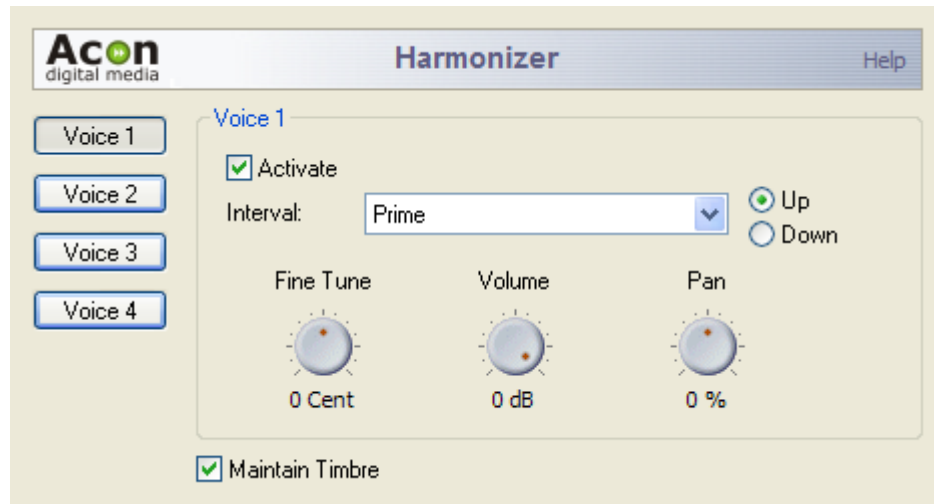 Acon
digital media
Harmonizer
Help
Voice 1
Voice 2
Voice 3
Voice 4
Voice 1
Activate
Interval:
Prime
Up
Down
Fine Tune
Volume
Pan
0 Cent
0 dB
0 %
Maintain Timbre